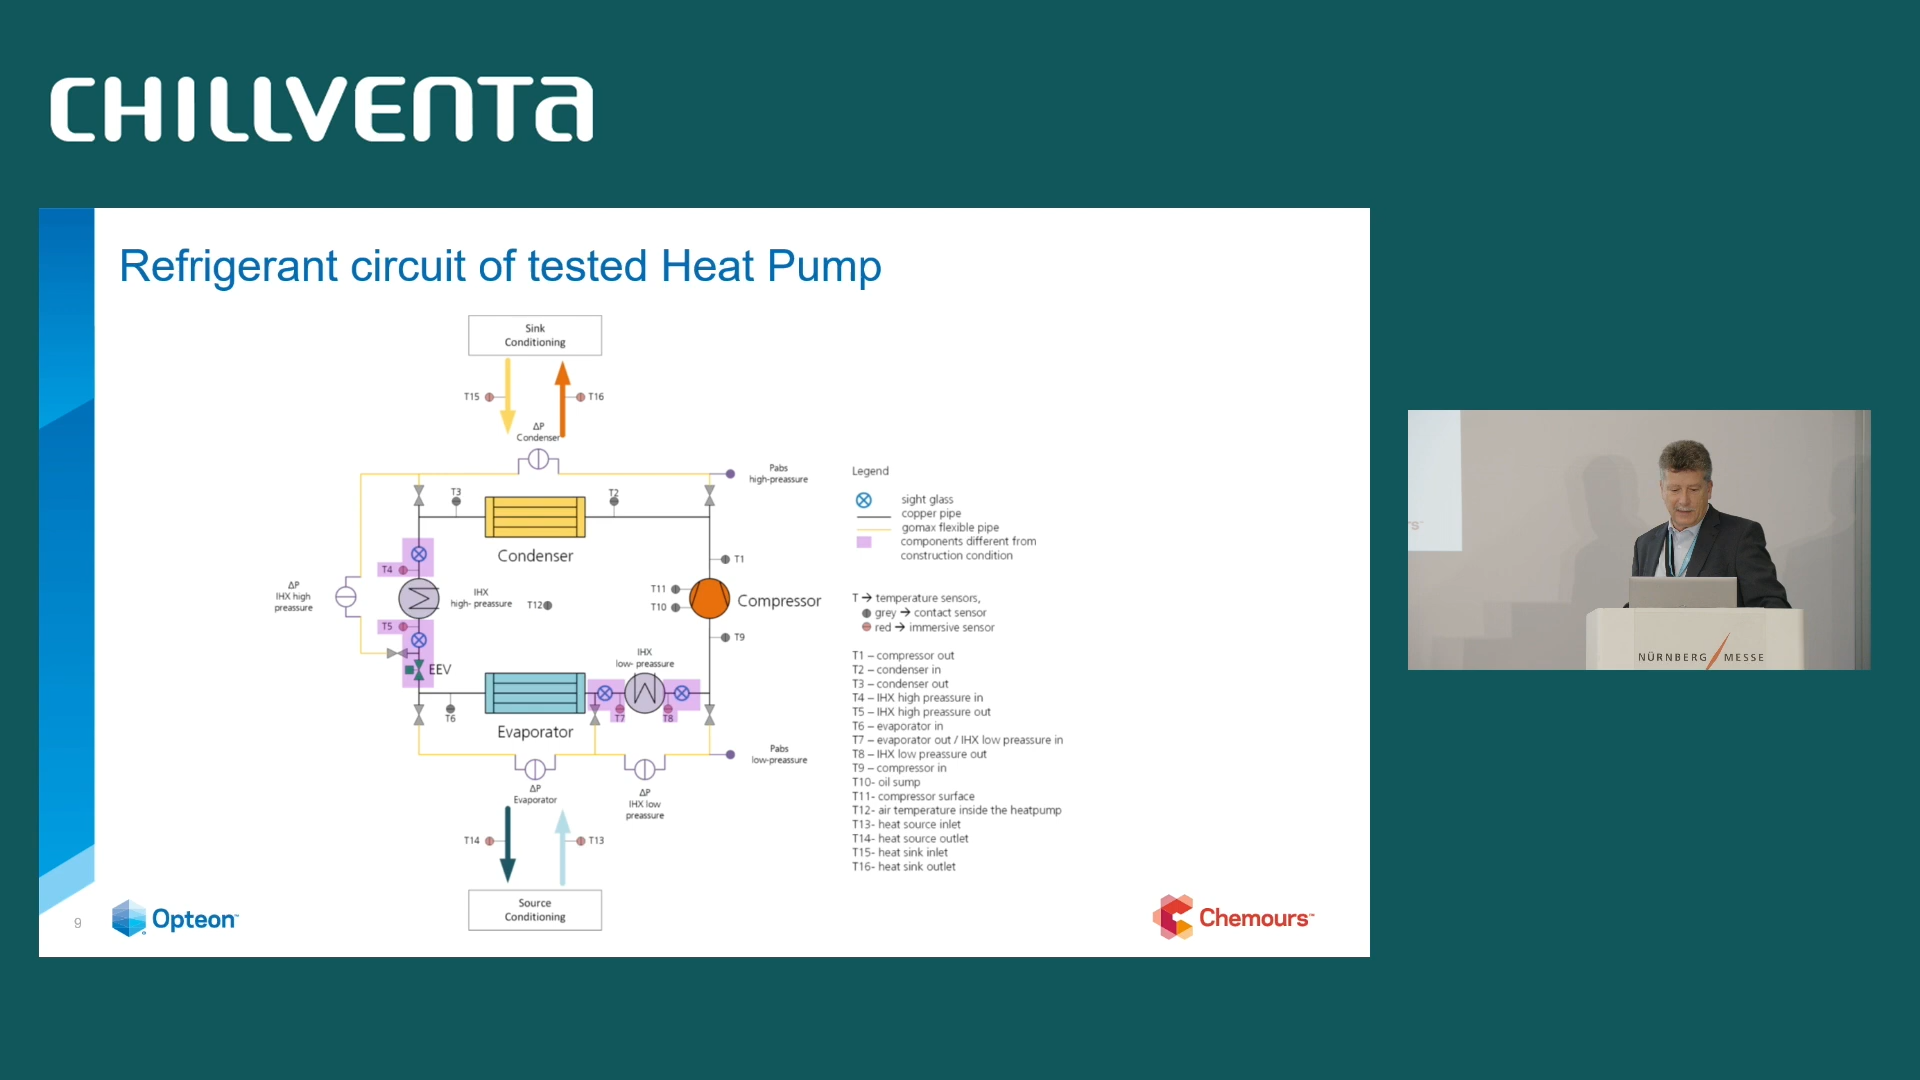 CHILLVENTA
Refrigerant circuit of tested Heat Pump
Sink
Conditioning
T15
T16
ΔP
Condenser
Pabs
high-preassure
T3
T2
Condenser
T1
T4
ΔP
IHX high
preassure
IHX
high- preassure
T12
T11
T10
Compressor
T5
T9
EEV
IHX
low- preassure
T6
T7
T8
Evaporator
Pabs
low-preassure
ΔP
Evaporator
ΔP
IHX low
preassure
T14
T13
Source
Conditioning
Legend
sight glass
copper pipe
gomax flexible pipe
components different from
construction condition
T → temperature sensors,
grey → contact sensor
red → immersive sensor
T1 – compressor out
T2 – condenser in
T3 – condenser out
T4 – IHX high preassure in
T5 – IHX high preassure out
T6 – evaporator in
T7 – evaporator out / IHX low preassure in
T8 – IHX low preassure out
T9 – compressor in
T10- oil sump
T11- compressor surface
T12- air temperature inside the heatpump
T13- heat source inlet
T14- heat source outlet
T15- heat sink inlet
T16- heat sink outlet
9
Opteon™
Chemours™
NÜRNBERG MESSE